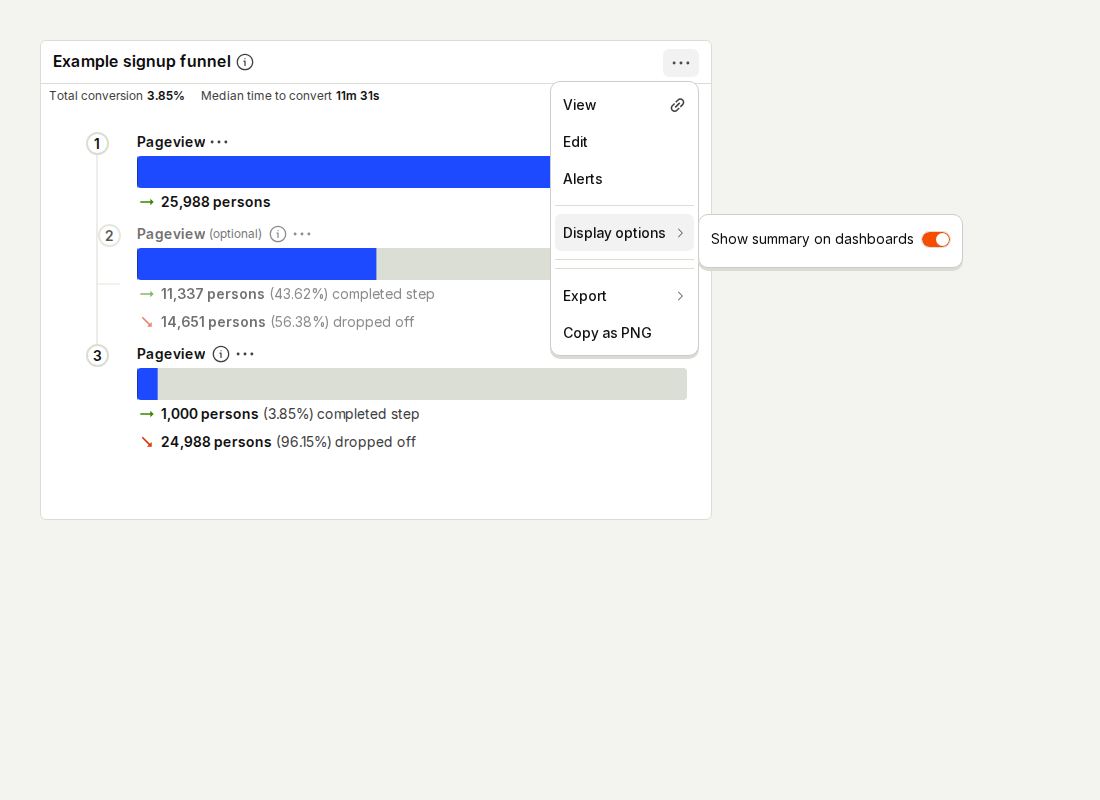 Example signup funnel
Total conversion 3.85% Median time to convert 11m 31s
1 Pageview
25,988 persons
2 Pageview (optional)
11,337 persons (43.62%) completed step
14,651 persons (56.38%) dropped off
3 Pageview
1,000 persons (3.85%) completed step
24,988 persons (96.15%) dropped off
View
Edit
Alerts
Display options
Show summary on dashboards
Export
Copy as PNG